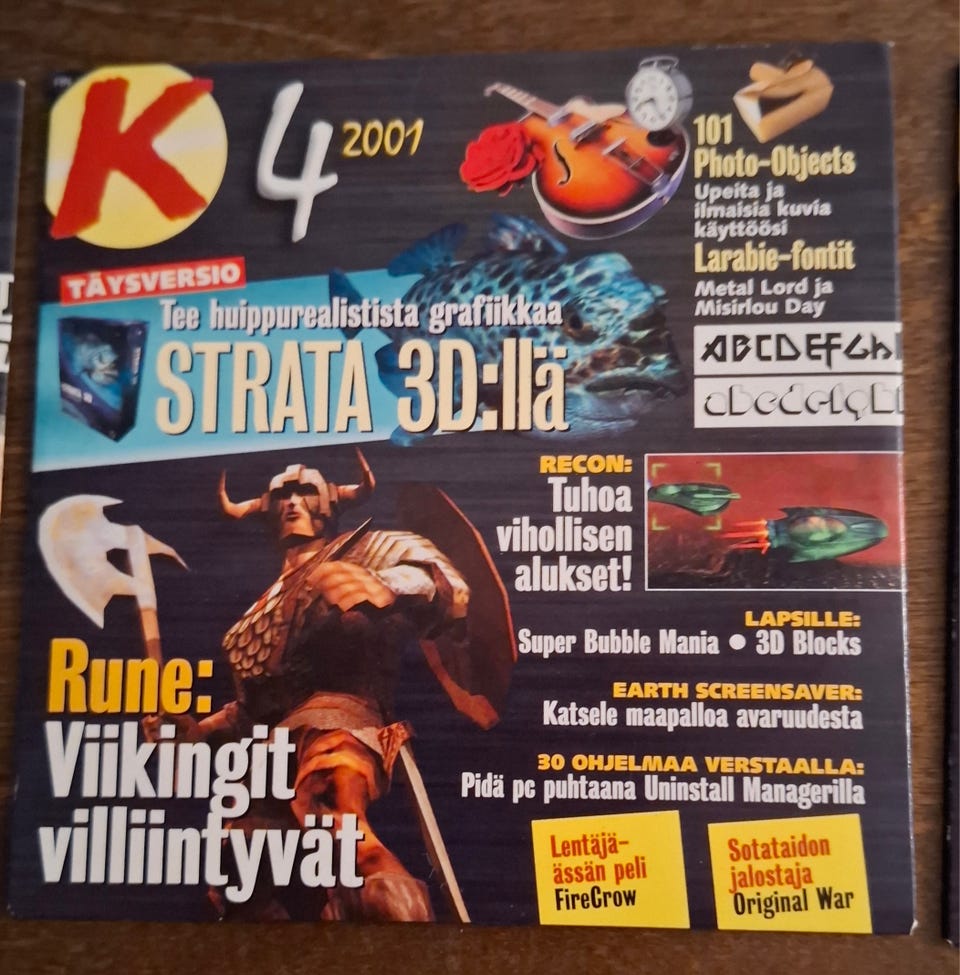 K
4 2001
101
Photo-Objects
Upeita ja
ilmaisia kuvia
käyttöösi
Larabie-fontit
Metal Lord ja
Misirlou Day
ABCDEFGh
abcdefgh
TÄYSVERSIO
Tee huippurealistista grafiikkaa
STRATA 3D:llä
RECON:
Tuhoa
vihollisen
alukset!
LAPSILLE:
Super Bubble Mania • 3D Blocks
EARTH SCREENSAVER:
Katsele maapalloa avaruudesta
30 OHJELMAA VERSTAALLA:
Pidä pc puhtaana Uninstall Managerilla
Rune:
Viikingit
villiintyvät
Lentäjä-
ässän peli
FireCrow
Sotataidon
jalostaja
Original War